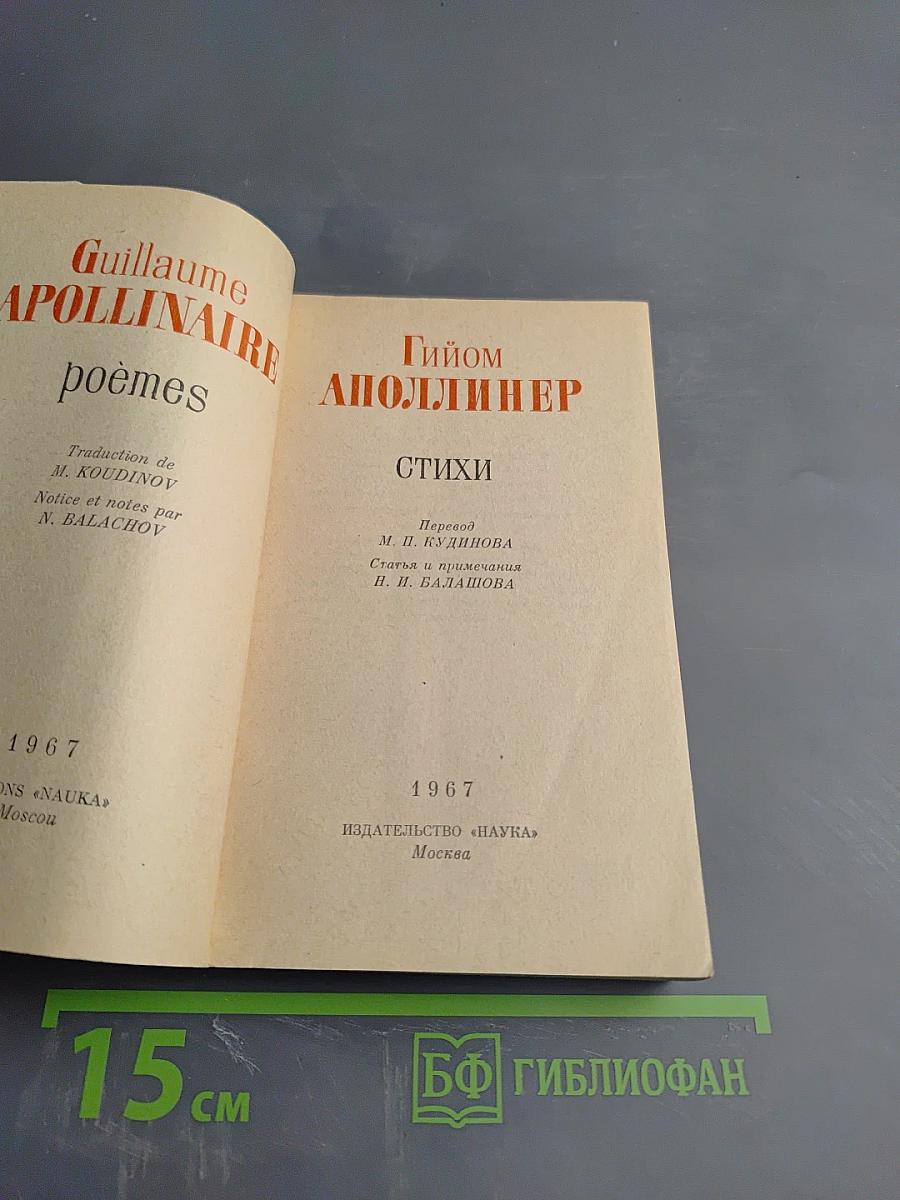 Guillaume
APOLLINAIRE
poèmes
Traduction de
M. KOUDINOV
Notice et notes par
N. BALACHOV
1967
ONS «NAUKA»
Moscou
Гийом
АПОЛЛИНЕР
СТИХИ
Перевод
М. П. КУДИНОВА
Статья и примечания
Н. И. БАЛАШОВА
1967
ИЗДАТЕЛЬСТВО «НАУКА»
Москва
15 см
БФ ГИБЛИОФАН